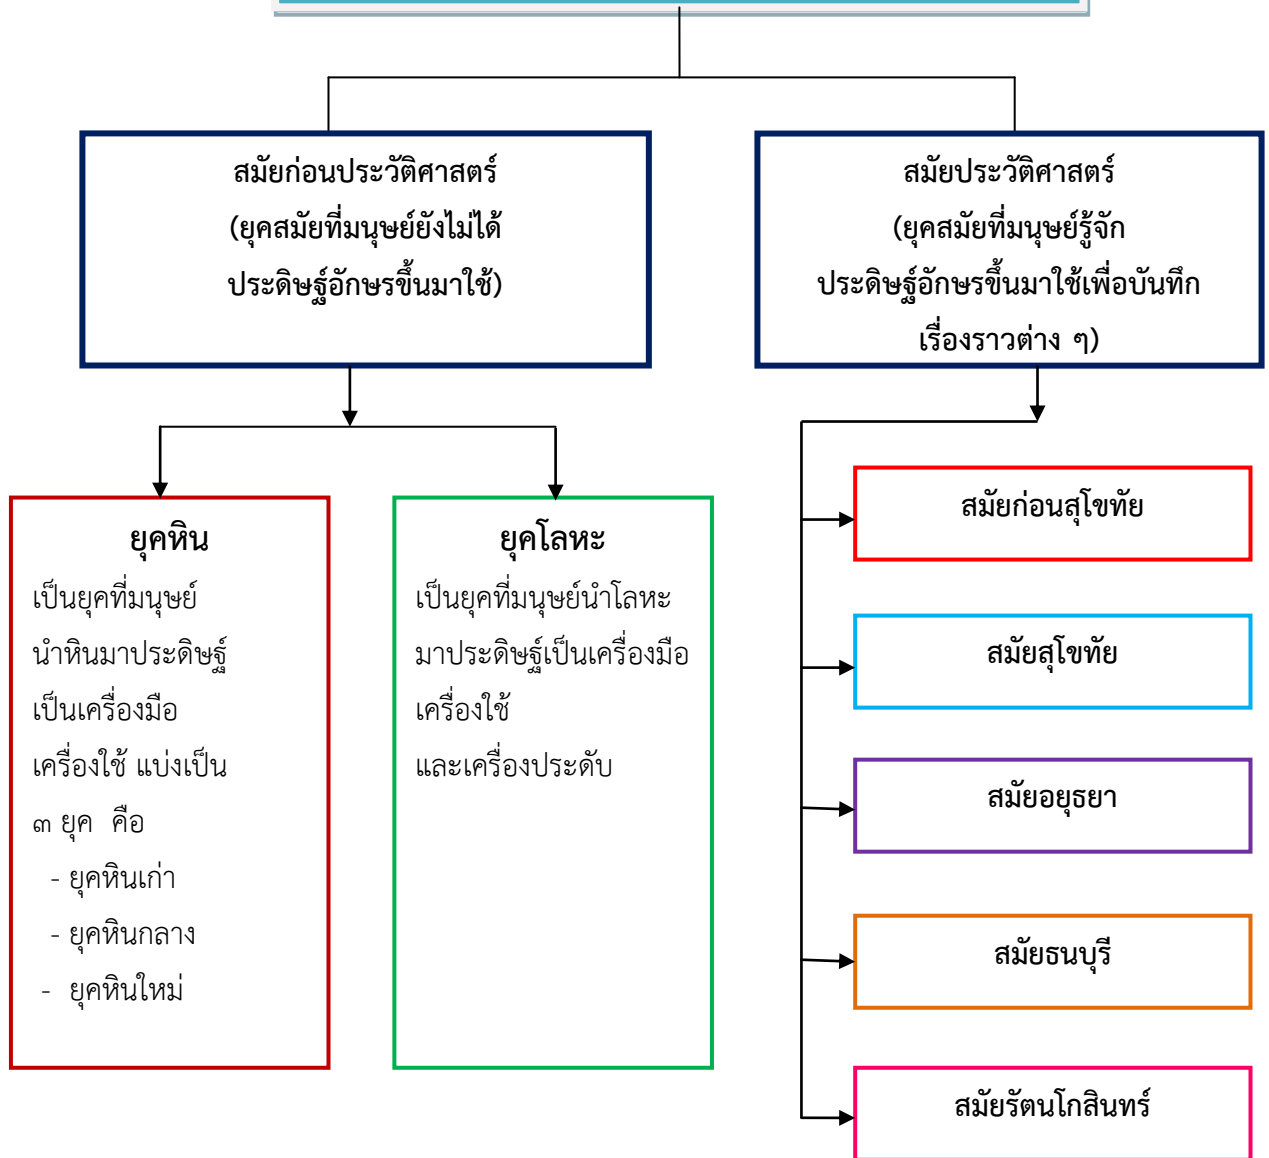 สมัยก่อนประวัติศาสตร์
(ยุคสมัยที่มนุษย์ยังไม่ได้
ประดิษฐ์อักษรขึ้นมาใช้)
สมัยประวัติศาสตร์
(ยุคสมัยที่มนุษย์รู้จัก
ประดิษฐ์อักษรขึ้นมาใช้เพื่อบันทึก
เรื่องราวต่าง ๆ)
ยุคหิน
เป็นยุคที่มนุษย์
นำหินมาประดิษฐ์
เป็นเครื่องมือ
เครื่องใช้ แบ่งเป็น
๓ ยุค คือ
- ยุคหินเก่า
- ยุคหินกลาง
- ยุคหินใหม่
ยุคโลหะ
เป็นยุคที่มนุษย์นำโลหะ
มาประดิษฐ์เป็นเครื่องมือ
เครื่องใช้
และเครื่องประดับ
สมัยก่อนสุโขทัย
สมัยสุโขทัย
สมัยอยุธยา
สมัยธนบุรี
สมัยรัตนโกสินทร์